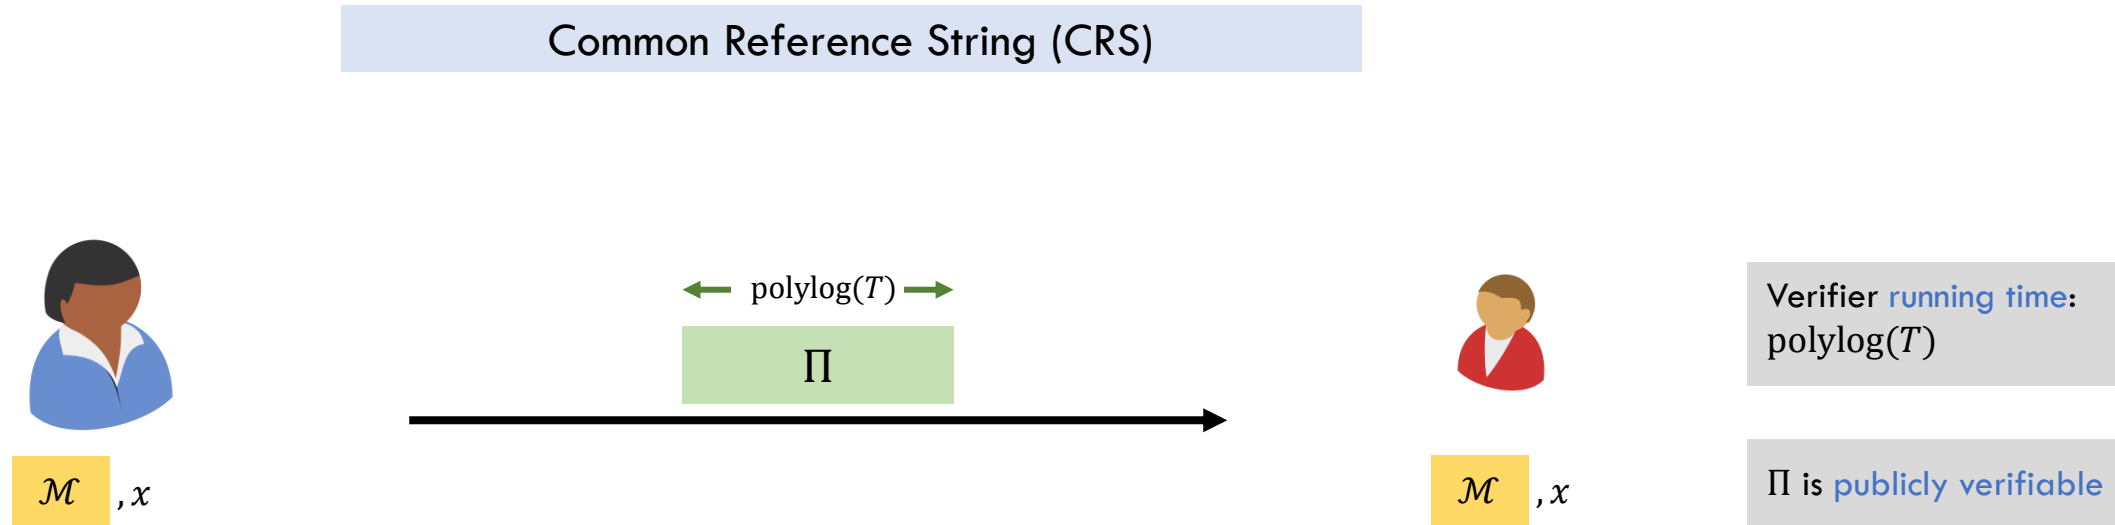 Common Reference String (CRS)
polylog(T)
Π
Verifier running time:
polylog(T)
ℳ , x
ℳ , x
Π is publicly verifiable